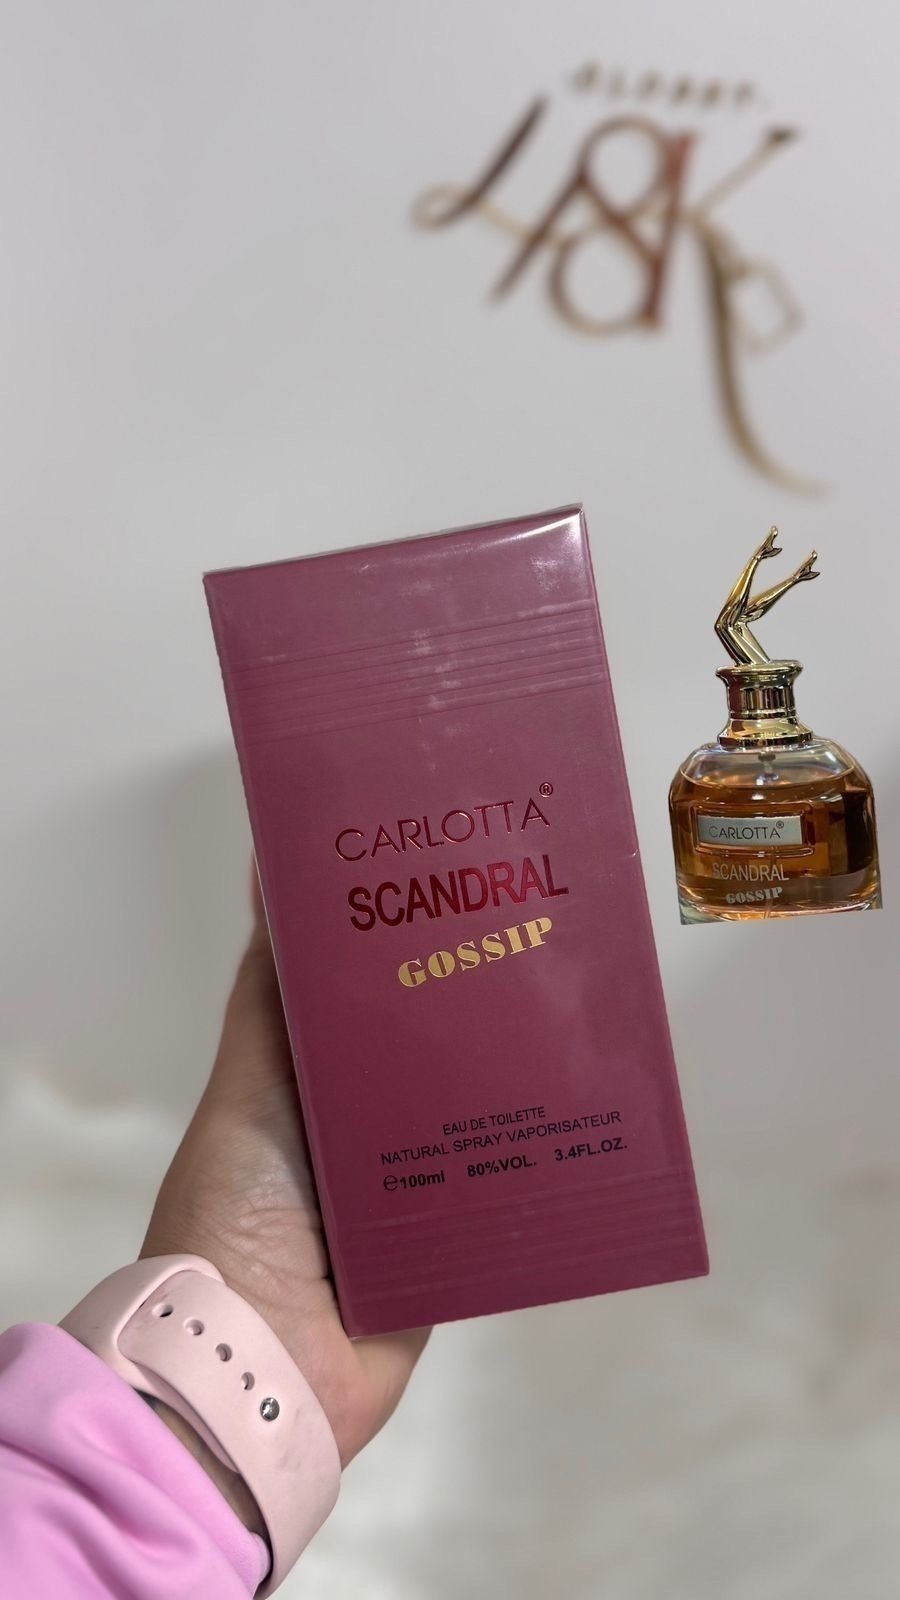 CARLOTTA®
SCANDRAL
GOSSIP
EAU DE TOILETTE
NATURAL SPRAY VAPORISATEUR
℮100ml 80%VOL. 3.4FL.OZ.
CARLOTTA®
SCANDRAL
GOSSIP